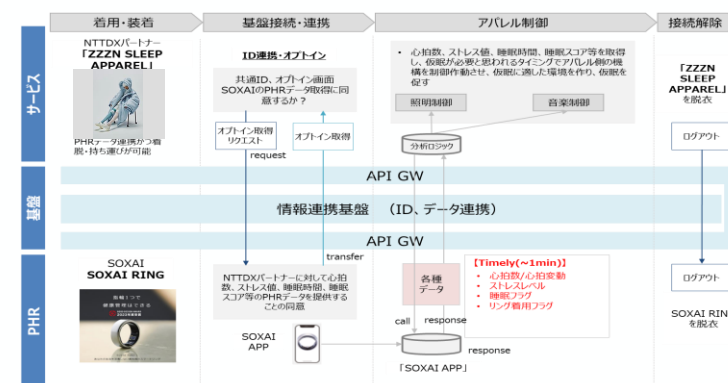 着用・装着
基盤接続・連携
アパレル制御
接続解除
サービス
NTTDXパートナー
「ZZZN SLEEP
APPAREL」
PHRデータ連携かつ着
脱・持ち運びが可能
ID連携・オプトイン
共通ID、オプトイン画面
SOXAIのPHRデータ取得に同
意するか？
オプトイン取得
リクエスト
オプトイン取得
request
・ 心拍数、ストレス値、睡眠時間、睡眠スコア等を取得
し、仮眠が必要と思われるタイミングでアパレル側の機
構を制御作動させ、仮眠に適した環境を作り、仮眠を
促す
照明制御
音楽制御
分析ロジック
「ZZZN
SLEEP
APPAREL」
を脱衣
ログアウト
基盤
API GW
情報連携基盤 （ID、データ連携）
API GW
PHR
SOXAI
SOXAI RING
指輪1つで
健康管理はできる
transfer
NTTDXパートナーに対して心拍
数、ストレス値、睡眠時間、睡眠
スコア等のPHRデータを提供する
ことの同意
SOXAI
APP
各種
データ
call
response
【Timely(~1min)】
・ 心拍数/心拍変動
・ ストレスレベル
・ 睡眠フラグ
・ リング着用フラグ
response
「SOXAI APP」
ログアウト
SOXAI RIN
を脱衣